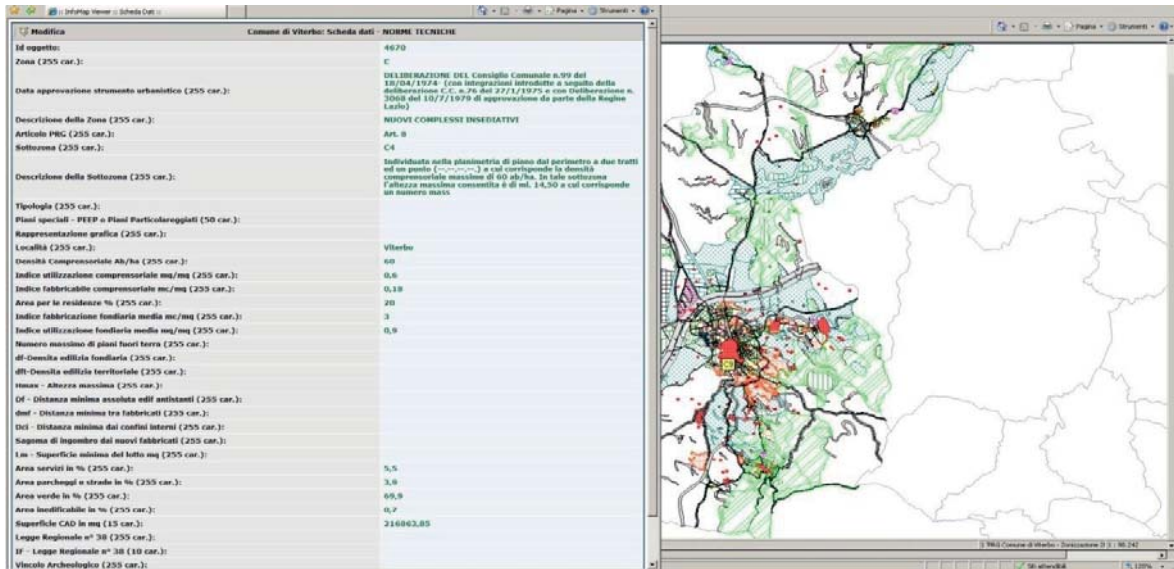 InfoMap Viewer :: Scheda Dati ::
Pagina
Strumenti
Modifica
Comune di Viterbo: Scheda dati - NORME TECNICHE
Id oggetto: 4670
Zona (255 car.): C
Data approvazione strumento urbanistico (255 car.): DELIBERAZIONE DEL Consiglio Comunale n.99 del
18/04/1974- (con integrazioni introdotte a seguito della
deliberazione C.C. n.76 del 27/1/1975 e con Deliberazione n.
3068 del 10/7/1979 di approvazione da parte della Regine
Lazio)
Descrizione della Zona (255 car.): NUOVI COMPLESSI INSEDIATIVI
Articolo PRG (255 car.): Art. 8
Sottozona (255 car.): C4
Descrizione della Sottozona (255 car.): Individuata nella planimetria di piano dal perimetro a due tratti
ed un punto (--.--.--.--.) a cui corrisponde la densità
comprensoriale massima di 60 ab/ha. In tale sottozona
l'altezza massima consentita è di ml. 14,50 a cui corrisponde
un numero mass
Tipologia (255 car.):
Piani speciali - PEEP o Piani Particolareggiati (50 car.):
Rappresentazione grafica (255 car.):
Località (255 car.): Viterbo
Densità Comprensoriale Ab/ha (255 car.): 60
Indice utilizzazione comprensoriale mq/mq (255 car.): 0,6
Indice fabbricabile comprensoriale mc/mq (255 car.): 0,18
Area per le residenze % (255 car.): 20
Indice fabbricazione fondiaria media mc/mq (255 car.): 3
Indice utilizzazione fondiaria media mq/mq (255 car.): 0,9
Numero massimo di piani fuori terra (255 car.):
df-Densita edilizia fondiaria (255 car.):
dft-Densita edilizia territoriale (255 car.):
Hmax - Altezza massima (255 car.):
Df - Distanza minima assoluta edif antistanti (255 car.):
dmf - Distanza minima tra fabbricati (255 car.):
Dci - Distanza minima dai confini interni (255 car.):
Sagoma di ingombro dai nuovi fabbricati (255 car.):
Lm - Superficie minima del lotto mq (255 car.):
Area servizi in % (255 car.): 5,5
Area parcheggi e strade in % (255 car.): 3,9
Area verde in % (255 car.): 69,9
Area inedificabile in % (255 car.): 0,7
Superficie CAD in mq (15 car.): 216863,85
Legge Regionale n° 38 (255 car.):
IF - Legge Regionale n° 38 (10 car.):
Vincolo Archeologico (255 car.):
Pagina
Strumenti
Comune di Viterbo - Zonizzazione
Siti attendibili
120%